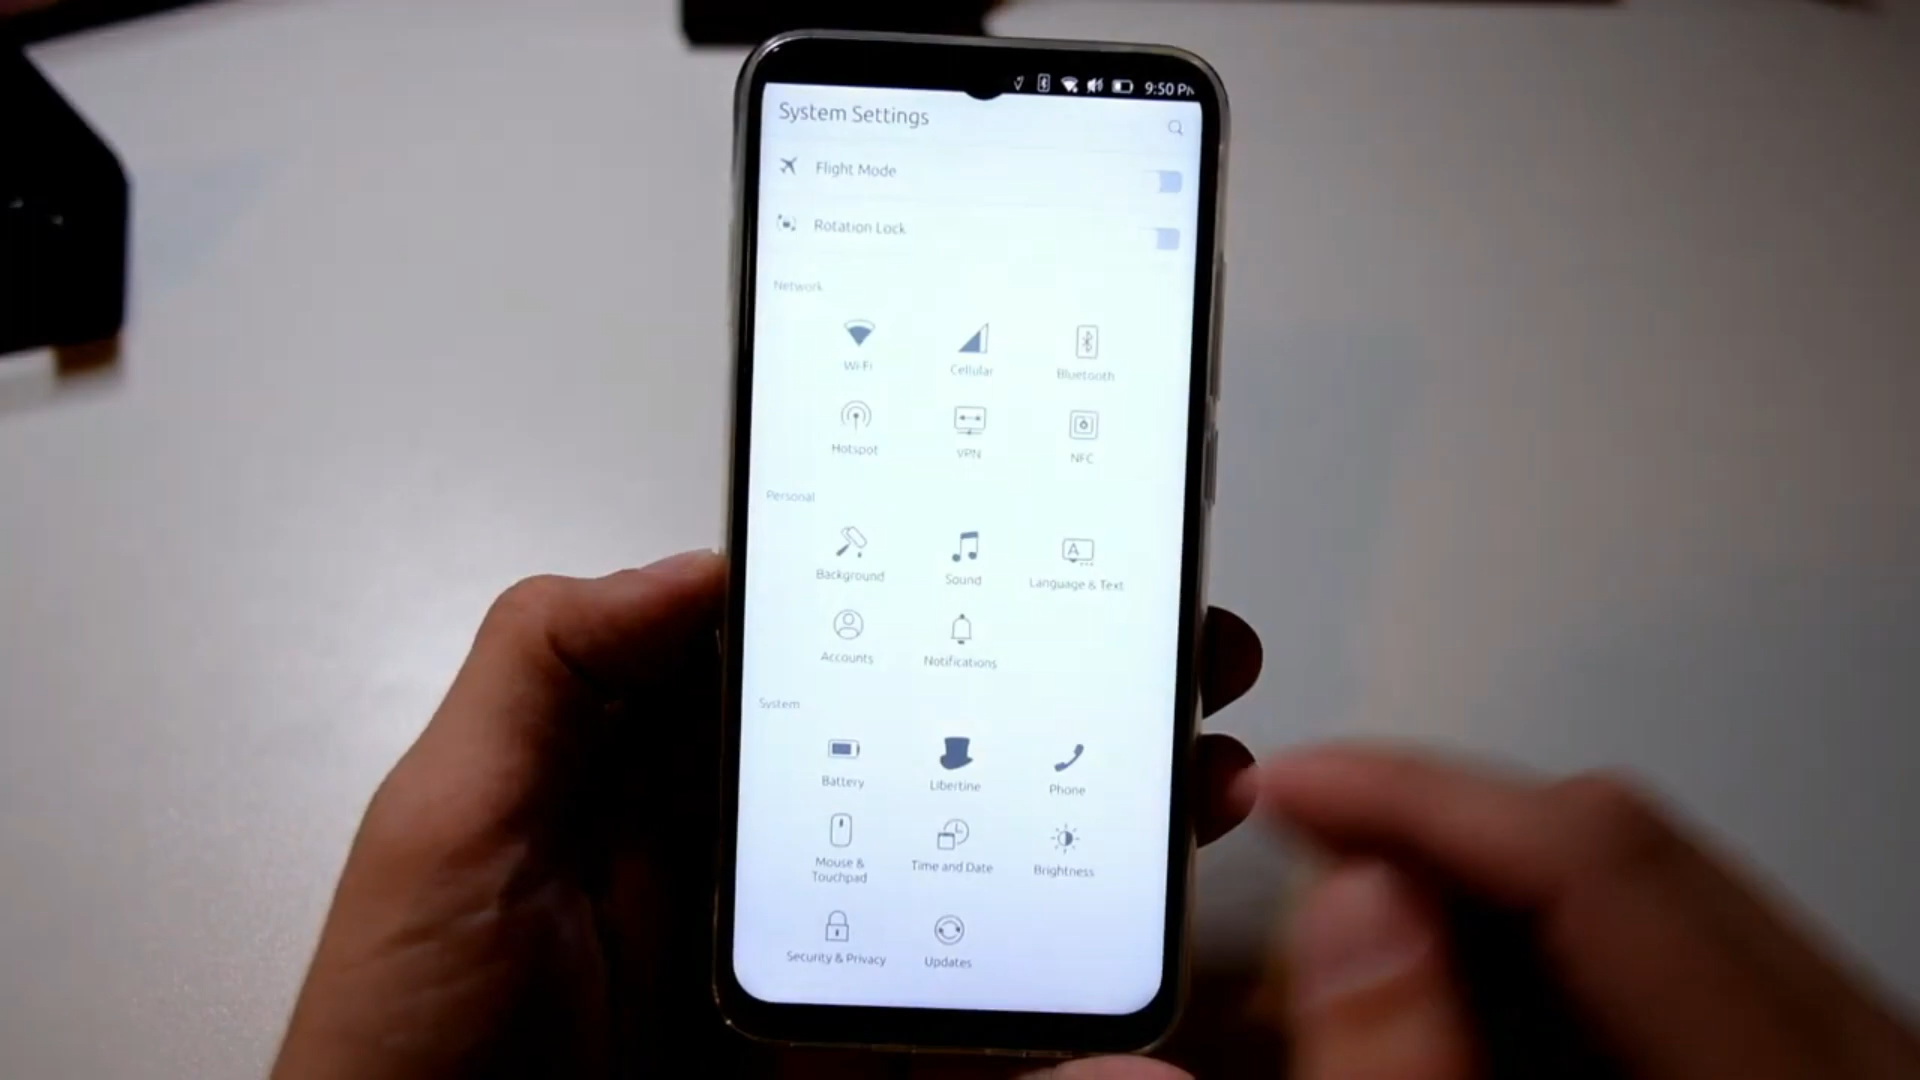 9:50 PM
System Settings
Flight Mode
Rotation Lock
Network
Wi-Fi
Cellular
Bluetooth
Hotspot
VPN
NFC
Personal
Background
Sound
Language & Text
Accounts
Notifications
System
Battery
Libertine
Phone
Mouse &
Touchpad
Time and Date
Brightness
Security & Privacy
Updates